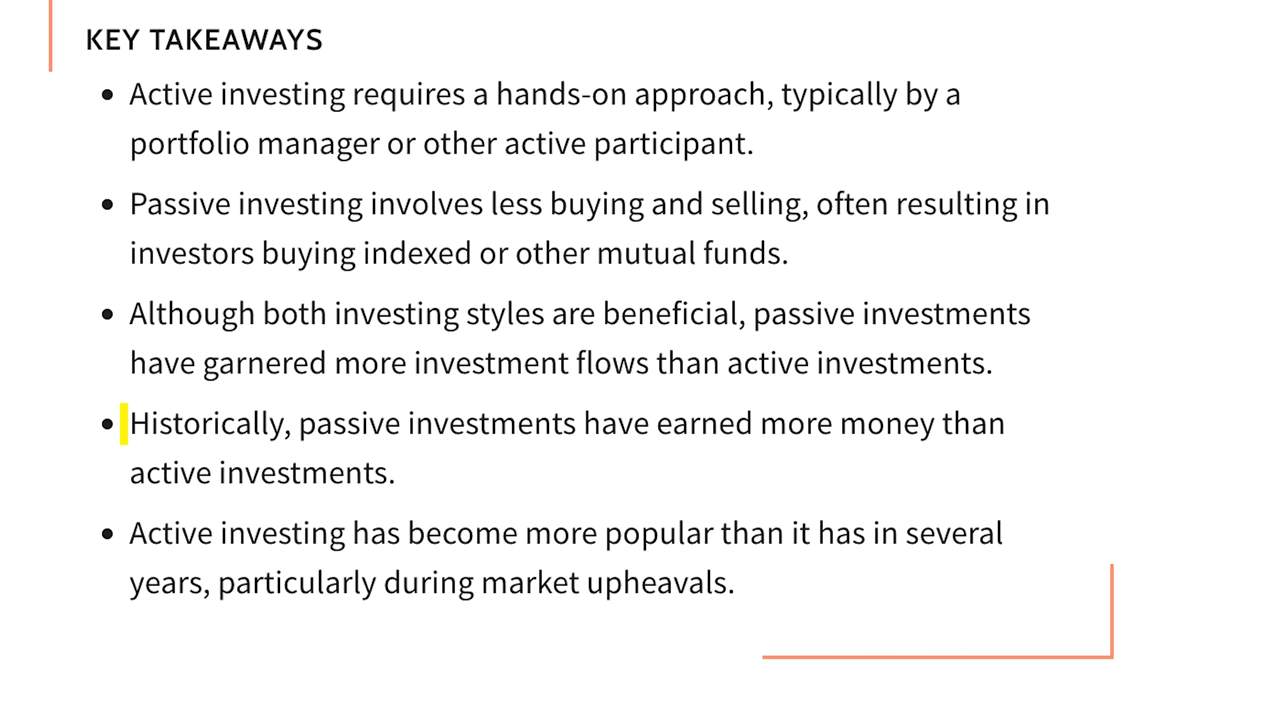 KEY TAKEAWAYS
• Active investing requires a hands-on approach, typically by a
portfolio manager or other active participant.
• Passive investing involves less buying and selling, often resulting in
investors buying indexed or other mutual funds.
• Although both investing styles are beneficial, passive investments
have garnered more investment flows than active investments.
• Historically, passive investments have earned more money than
active investments.
• Active investing has become more popular than it has in several
years, particularly during market upheavals.